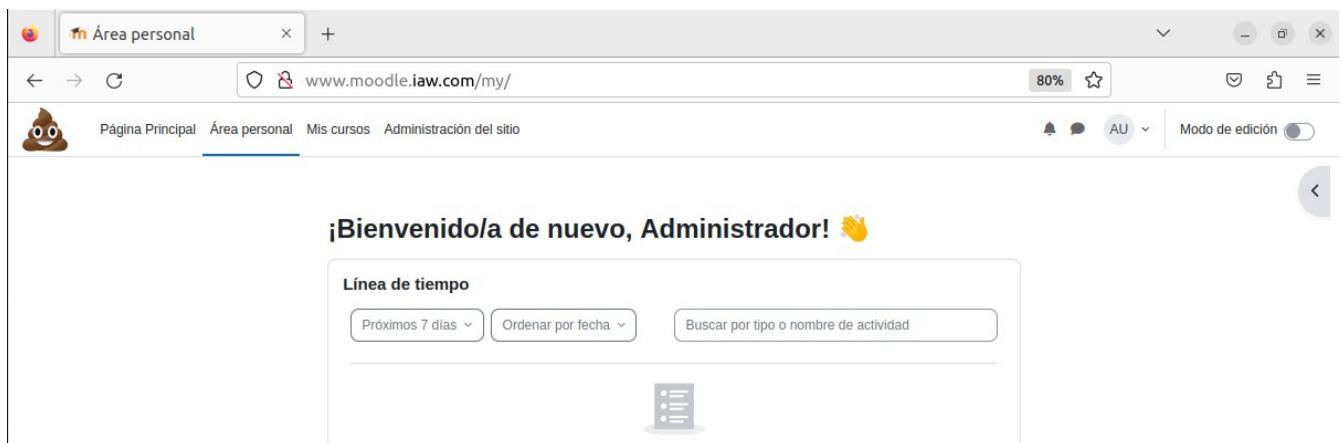 Área personal
www.moodle.iaw.com/my/
80%
Página Principal Área personal Mis cursos Administración del sitio
AU
Modo de edición
¡Bienvenido/a de nuevo, Administrador! 👋
Línea de tiempo
Próximos 7 días Ordenar por fecha
Buscar por tipo o nombre de actividad